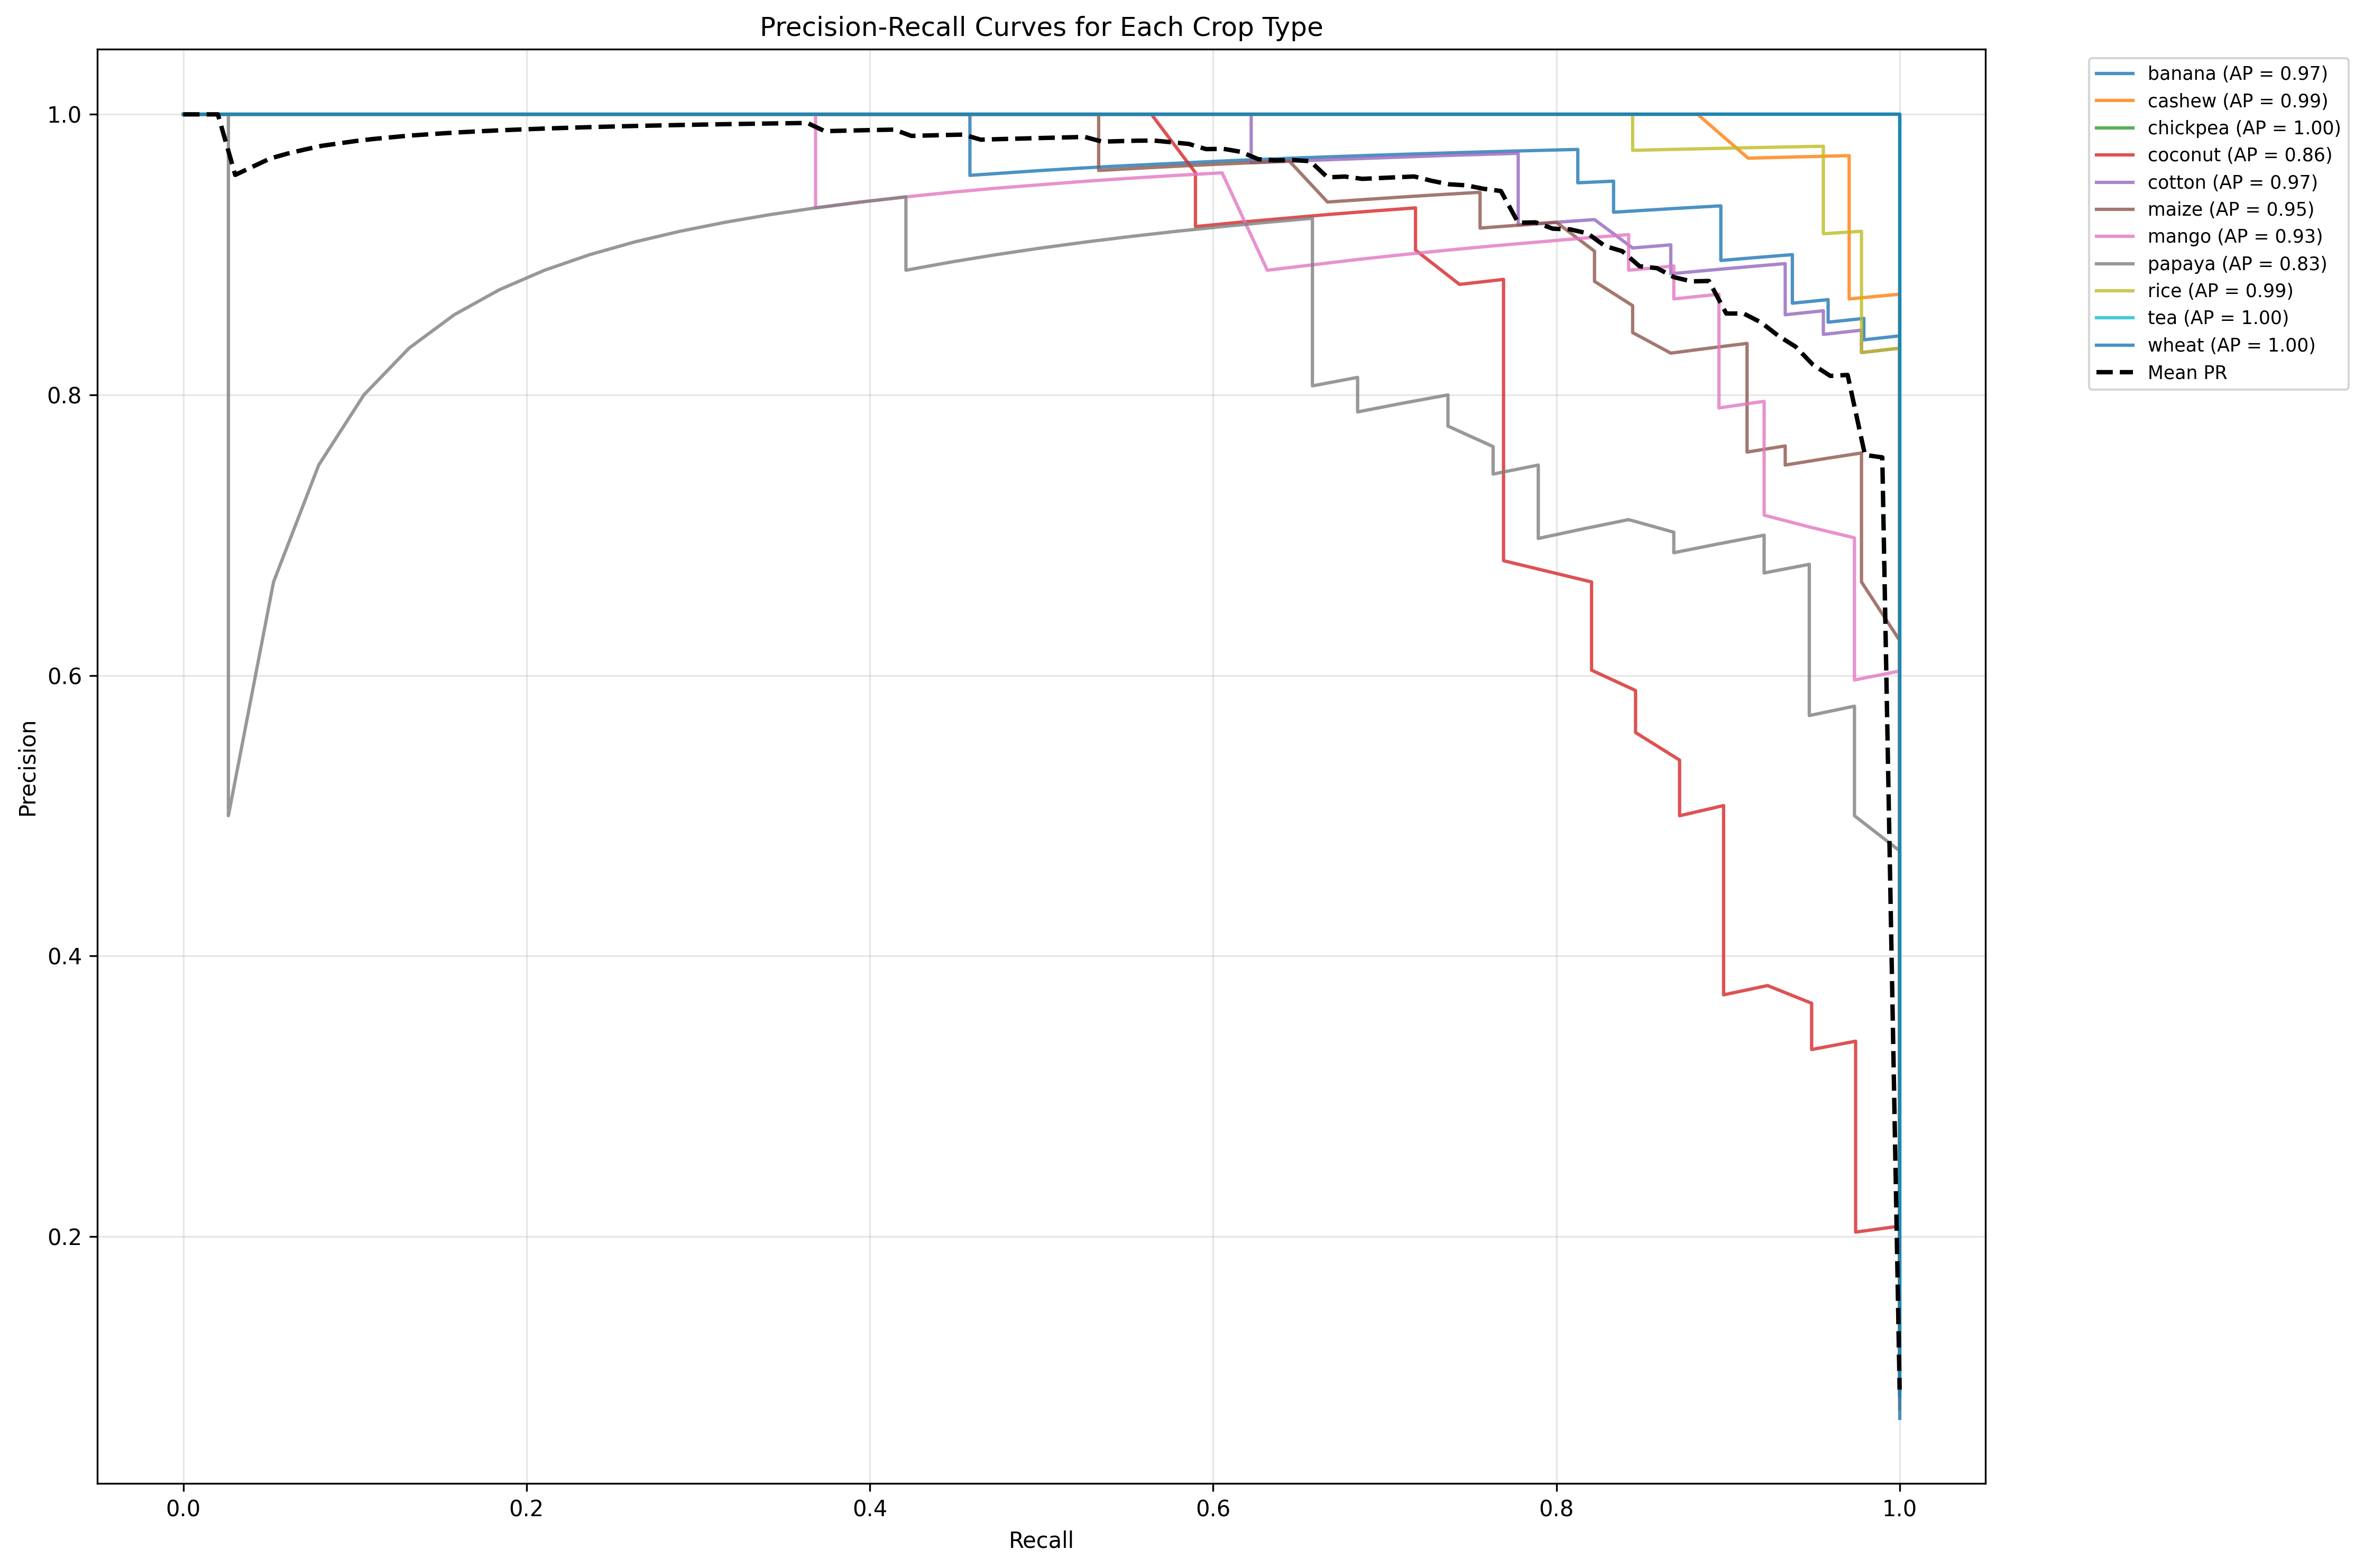 Precision-Recall Curves for Each Crop Type
banana (AP = 0.97)
cashew (AP = 0.99)
chickpea (AP = 1.00)
coconut (AP = 0.86)
cotton (AP = 0.97)
maize (AP = 0.95)
mango (AP = 0.93)
papaya (AP = 0.83)
rice (AP = 0.99)
tea (AP = 1.00)
wheat (AP = 1.00)
Mean PR
1.0
0.8
0.6
0.4
0.2
Precision
0.0 0.2 0.4 0.6 0.8 1.0
Recall